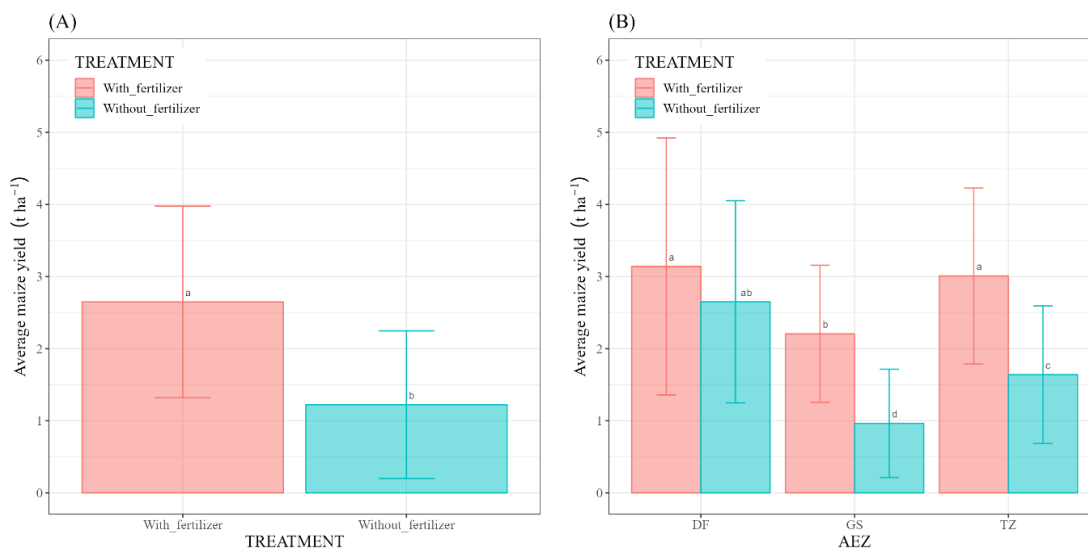 (A)
TREATMENT
With_fertilizer
Without_fertilizer
6
5
4
3
2
1
0
Average maize yield (t ha⁻¹)
a
b
With_fertilizer Without_fertilizer
TREATMENT
(B)
TREATMENT
With_fertilizer
Without_fertilizer
6
5
4
3
2
1
0
Average maize yield (t ha⁻¹)
a ab b d a c
DF GS TZ
AEZ